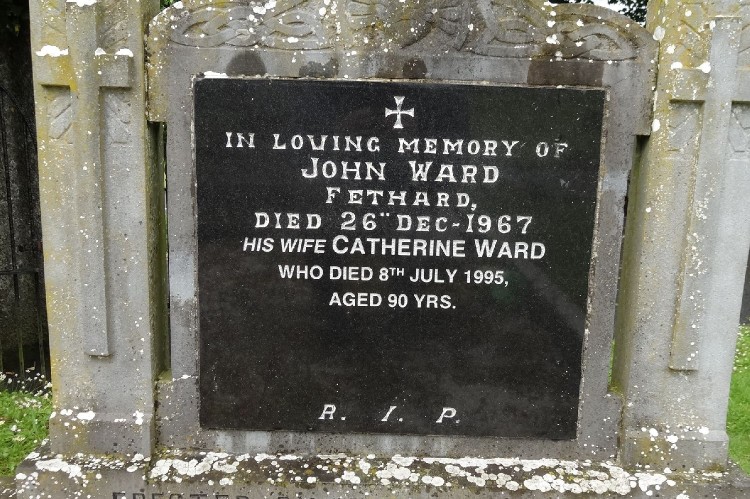 IN LOVING MEMORY OF
JOHN WARD
FETHARD,
DIED 26TH DEC-1967
HIS WIFE CATHERINE WARD
WHO DIED 8TH JULY 1995,
AGED 90 YRS.
R. I. P.
ERECTED